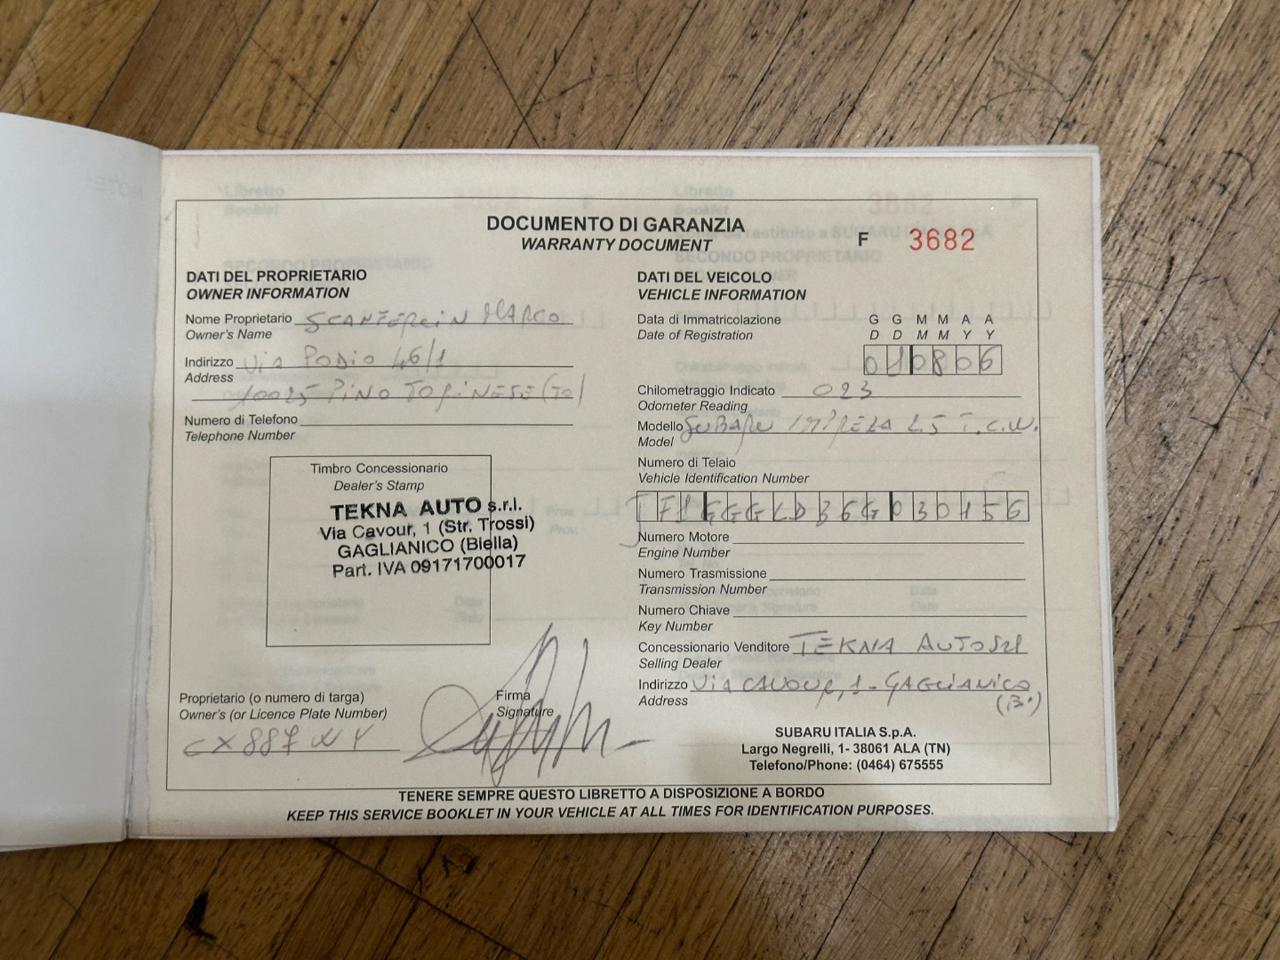 DOCUMENTO DI GARANZIA
WARRANTY DOCUMENT
F 3682
DATI DEL PROPRIETARIO
OWNER INFORMATION
Nome Proprietario MARCO
Owner's Name
Indirizzo Via PODIO 46/1
Address
10025 PINO TORINESE (TO)
Numero di Telefono
Telephone Number
Timbro Concessionario
Dealer's Stamp
TEKNA AUTO s.r.l.
Via Cavour, 1 (Str. Trossi)
GAGLIANICO (Biella)
Part. IVA 09171700017
Proprietario (o numero di targa)
Owner's (or Licence Plate Number)
Firma
Signature
DATI DEL VEICOLO
VEHICLE INFORMATION
Data di Immatricolazione G G M M A A
Date of Registration D D M M Y Y
010806
Chilometraggio Indicato 023
Odometer Reading
Modello SUBARU IMPREZA
Model
Numero di Telaio
Vehicle Identification Number
Numero Motore
Engine Number
Numero Trasmissione
Transmission Number
Numero Chiave
Key Number
Concessionario Venditore TEKNA AUTO SRL
Selling Dealer
Indirizzo Via CAVOUR, 1 - GAGLIANICO
Address
SUBARU ITALIA S.p.A.
Largo Negrelli, 1- 38061 ALA (TN)
Telefono/Phone: (0464) 675555
TENERE SEMPRE QUESTO LIBRETTO A DISPOSIZIONE A BORDO
KEEP THIS SERVICE BOOKLET IN YOUR VEHICLE AT ALL TIMES FOR IDENTIFICATION PURPOSES.